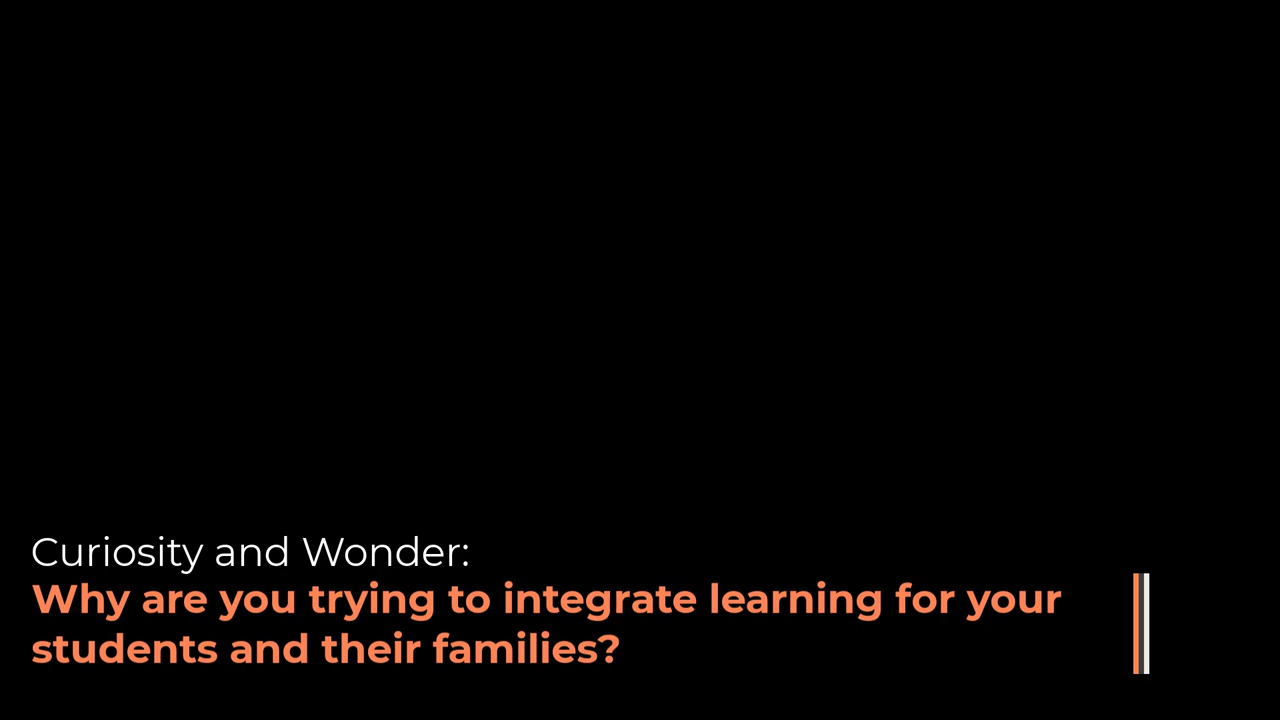 Curiosity and Wonder:
Why are you trying to integrate learning for your
students and their families?